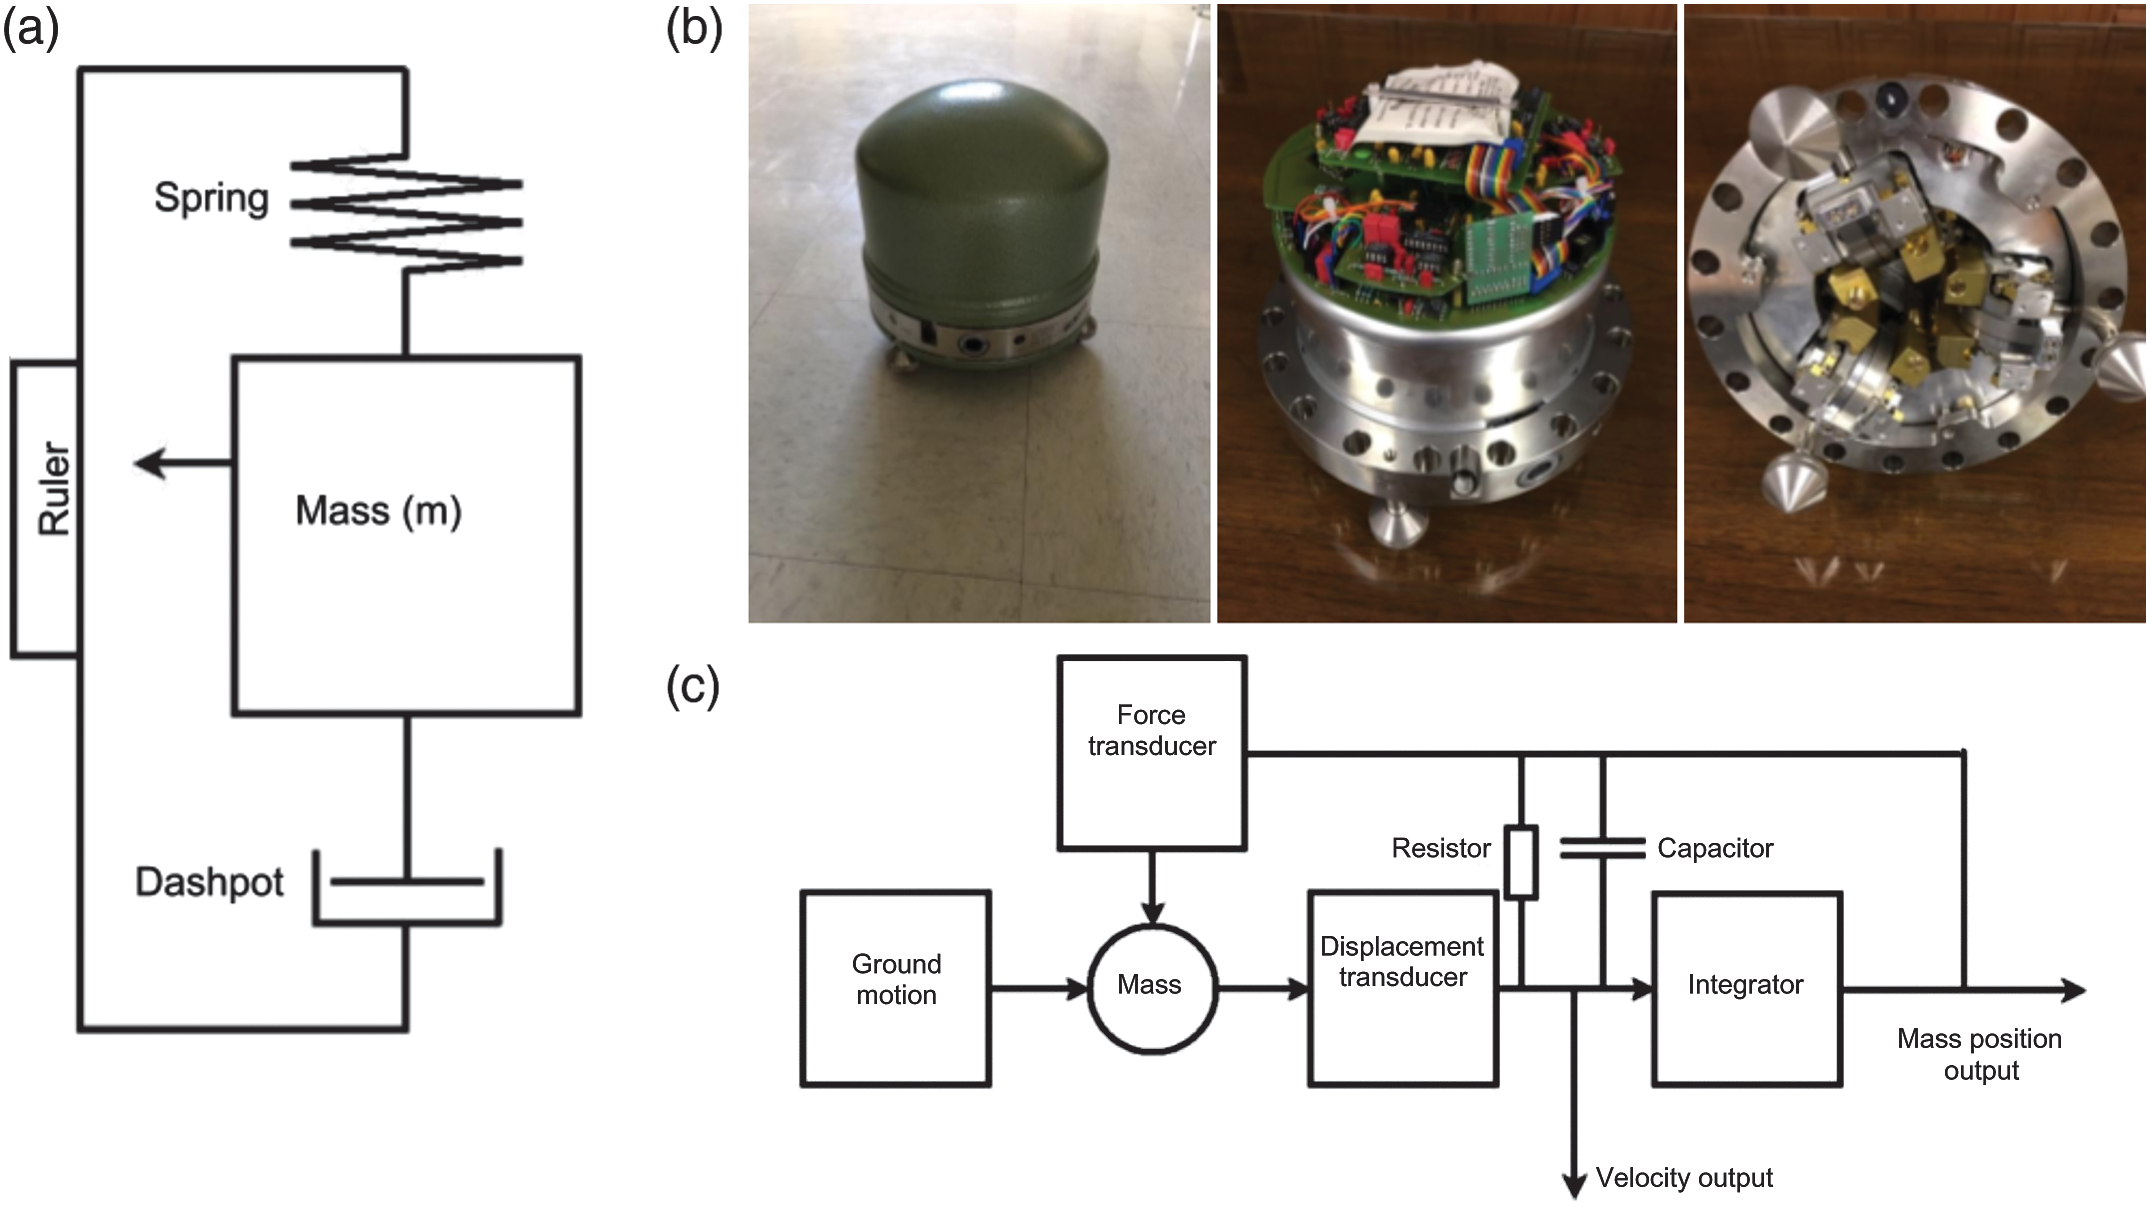 (a)
Spring
Ruler
Mass (m)
Dashpot
(b)
(c)
Force
transducer
Resistor
Capacitor
Ground
motion
Mass
Displacement
transducer
Integrator
Mass position
output
Velocity output